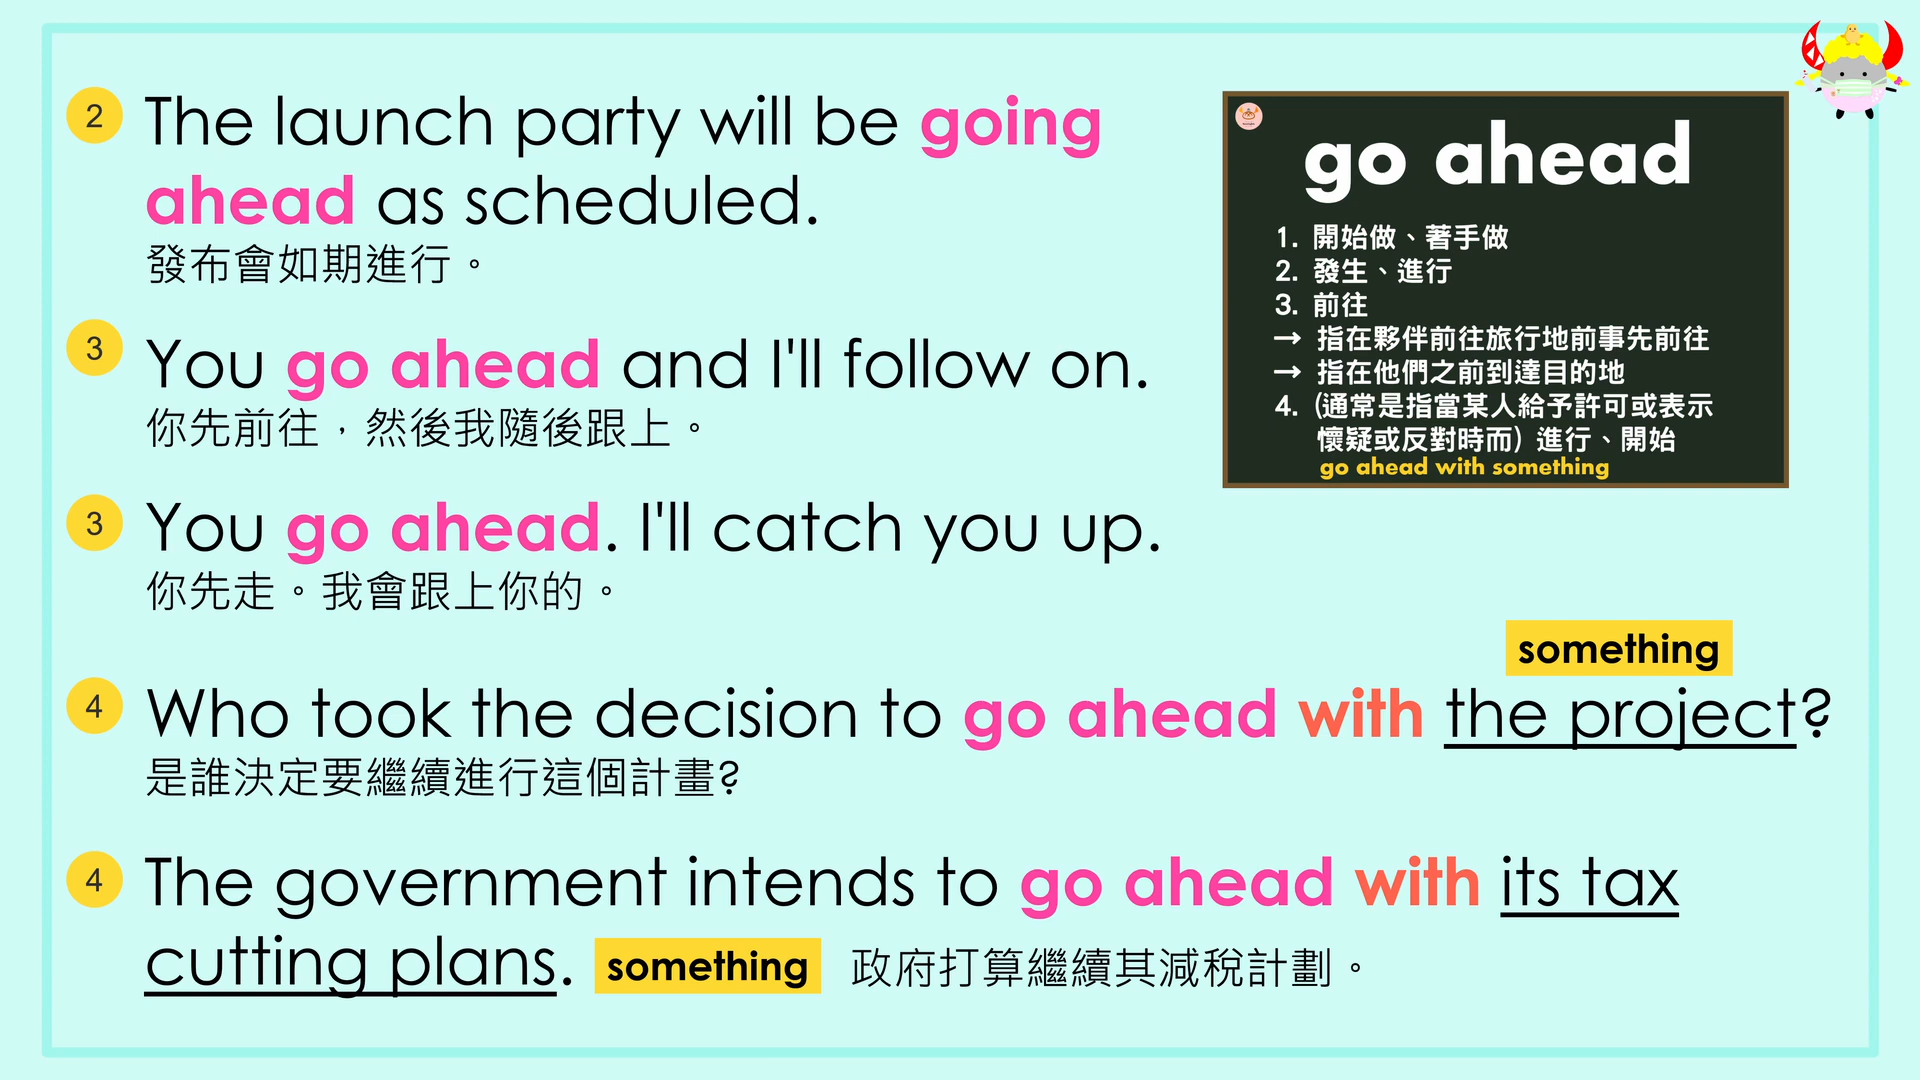 2 The launch party will be going
ahead as scheduled.
發布會如期進行。
3 You go ahead and I'll follow on.
你先前往，然後我隨後跟上。
3 You go ahead. I'll catch you up.
你先走。我會跟上你的。
something
4 Who took the decision to go ahead with the project?
是誰決定要繼續進行這個計畫?
4 The government intends to go ahead with its tax
cutting plans. something 政府打算繼續其減稅計劃。
go ahead
1. 開始做、著手做
2. 發生、進行
3. 前往
→ 指在夥伴前往旅行地前事先前往
→ 指在他們之前到達目的地
4. (通常是指當某人給予許可或表示
懷疑或反對時而) 進行、開始
go ahead with something